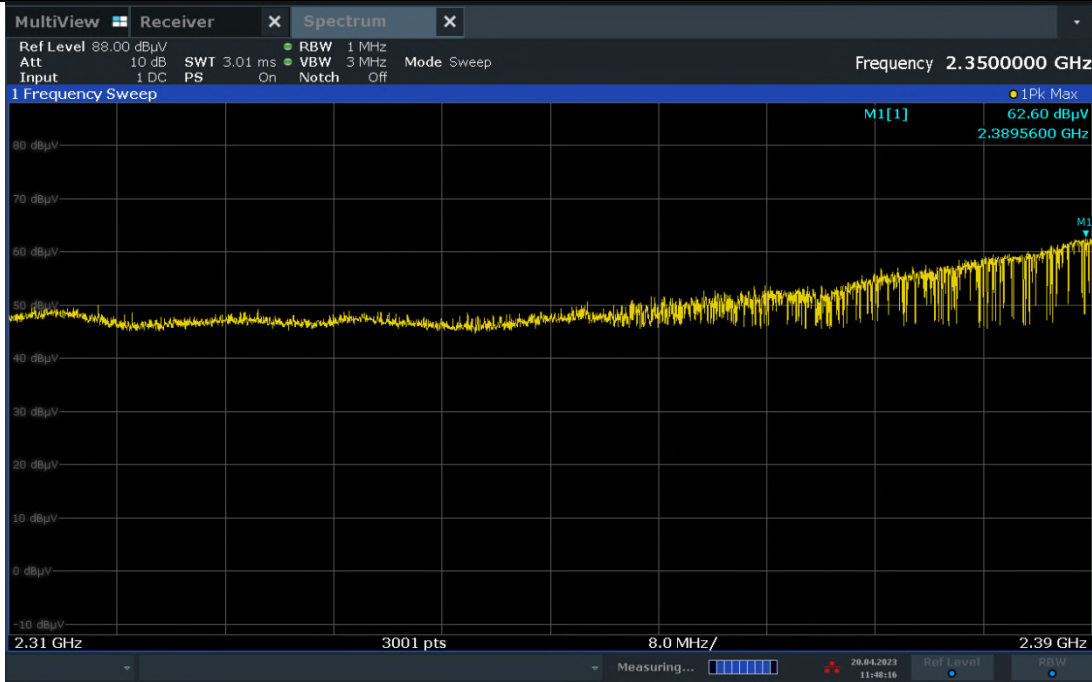 MultiView Receiver X Spectrum X
Ref Level 88.00 dBµV RBW 1 MHz
Att 10 dB SWT 3.01 ms VBW 3 MHz Mode Sweep Frequency 2.3500000 GHz
Input 1 DC PS On Notch Off
1 Frequency Sweep 1Pk Max
M1[1] 62.60 dBµV
2.3895600 GHz
80 dBµV
70 dBµV
M1
60 dBµV
50 dBµV
40 dBµV
30 dBµV
20 dBµV
10 dBµV
0 dBµV
-10 dBµV
2.31 GHz 3001 pts 8.0 MHz/ 2.39 GHz
Measuring... 20.04.2023 Ref Level RBW
11:48:16